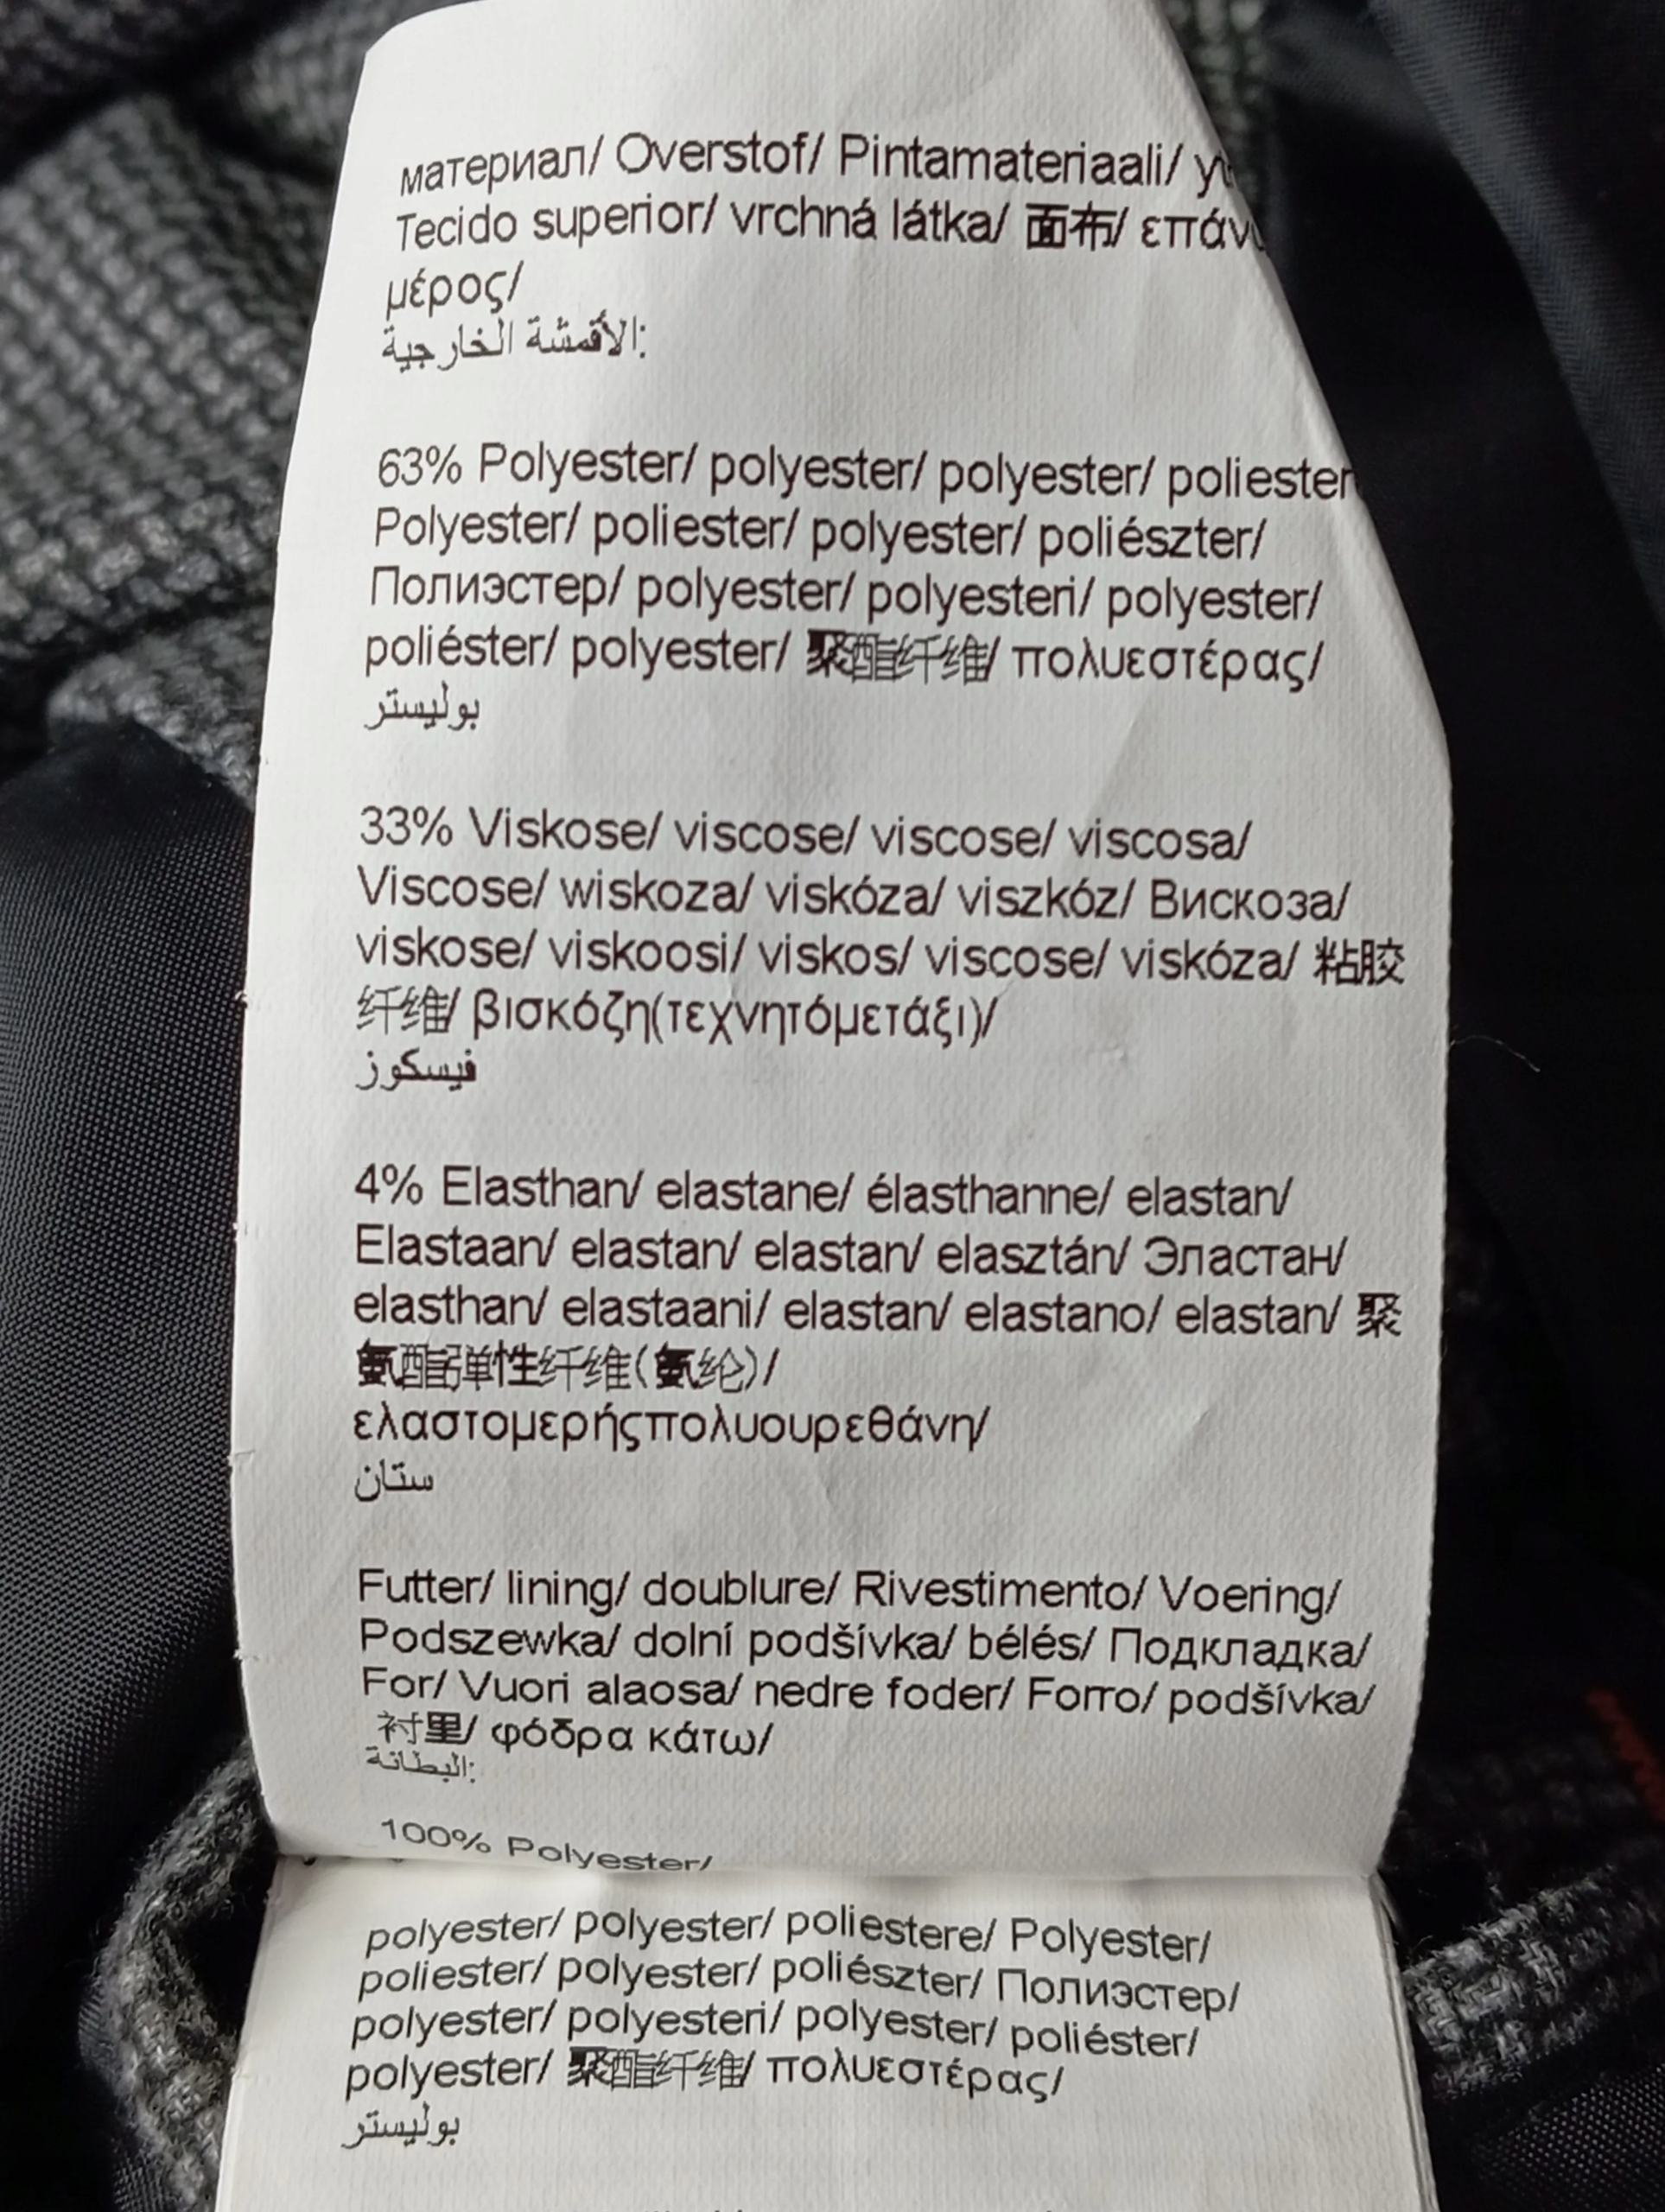 материал/ Overstof/ Pintamateriaali/
Tecido superior/ vrchná látka/ 面布/
μέρος/
الأقمشة الخارجية:
63% Polyester/ polyester/ polyester/ poliester
Polyester/ poliester/ polyester/ poliészter/
Полиэстер/ polyester/ polyesteri/ polyester/
poliéster/ polyester/ 聚酯纤维/ πολυεστέρας/
بوليستر
33% Viskose/ viscose/ viscose/ viscosa/
Viscose/ wiskoza/ viskóza/ viszkóz/ Вискоза/
viskose/ viskoosi/ viskos/ viscose/ viskóza/ 粘胶
纤维/ βισκόζη(τεχνητόμετάξι)/
فيسكوز
4% Elasthan/ elastane/ élasthanne/ elastan/
Elastaan/ elastan/ elastan/ elasztán/ Эластан/
elasthan/ elastaani/ elastan/ elastano/ elastan/ 聚
氨酯弹性纤维(氨纶)/
ελαστομερήςπολυουρεθάνη/
ستان
Futter/ lining/ doublure/ Rivestimento/ Voering/
Podszewka/ dolní podšívka/ bélés/ Подкладка/
For/ Vuori alaosa/ nedre foder/ Forro/ podšívka/
衬里/ φόδρα κάτω/
البطانة:
100% Polyester/
polyester/ polyester/ poliestere/ Polyester/
poliester/ polyester/ poliészter/ Полиэстер/
polyester/ polyesteri/ polyester/ poliéster/
polyester/ 聚酯纤维/ πολυεστέρας/
بوليستر